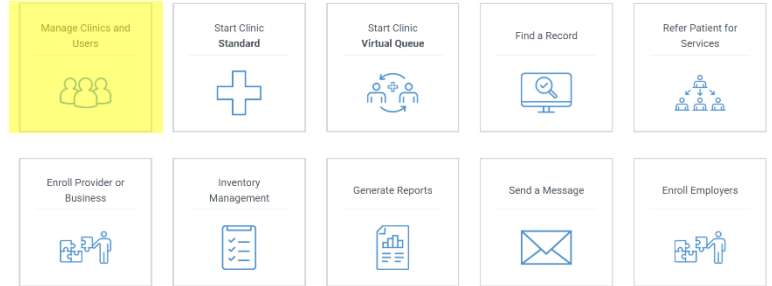 Manage Clinics and
Users
Start Clinic
Standard
Start Clinic
Virtual Queue
Find a Record
Refer Patient for
Services
Enroll Provider or
Business
Inventory
Management
Generate Reports
Send a Message
Enroll Employers